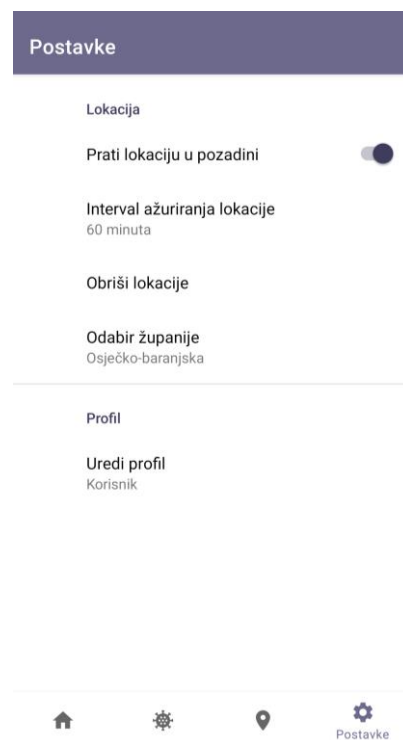 Postavke
Lokacija
Prati lokaciju u pozadini
Interval ažuriranja lokacije
60 minuta
Obriši lokacije
Odabir županije
Osječko-baranjska
Profil
Uredi profil
Korisnik
Postavke